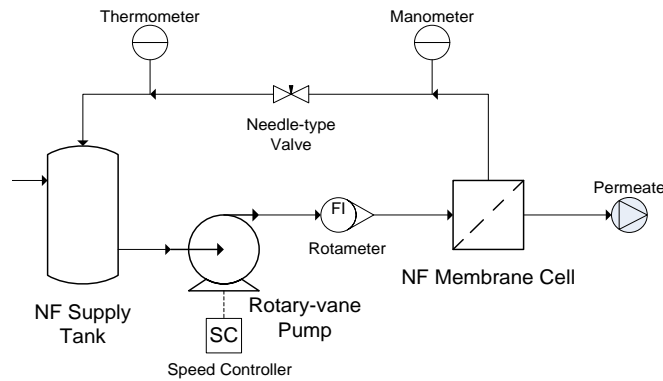 Thermometer
Manometer
Needle-type
Valve
Permeate
FI
Rotameter
NF Membrane Cell
NF Supply
Tank
Rotary-vane
Pump
SC
Speed Controller